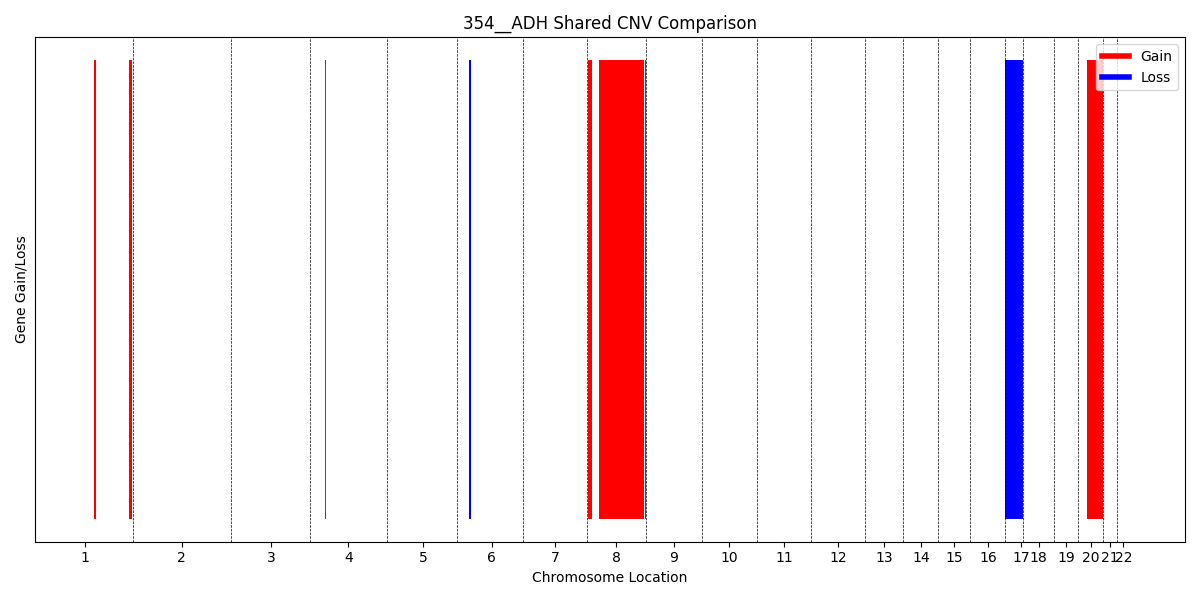 354__ADH Shared CNV Comparison
Gain
Loss
Gene Gain/Loss
1 2 3 4 5 6 7 8 9 10 11 12 13 14 15 16 17 18 19 20 21 22
Chromosome Location